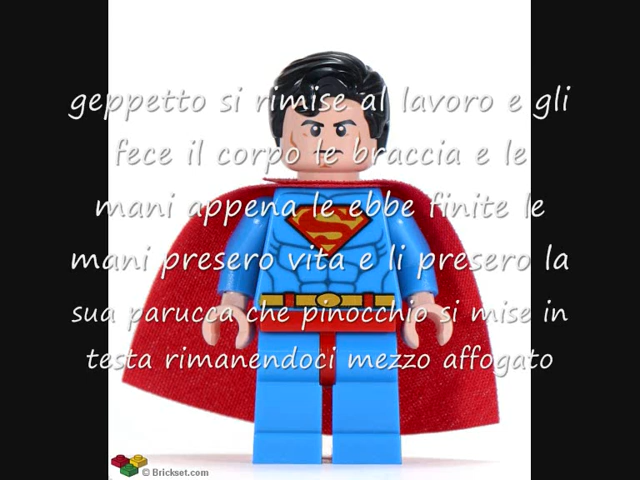 geppetto si rimise al lavoro e gli
fece il corpo le braccia e le
mani appena le ebbe finite le
mani presero vita e li presero la
sua parucca che pinocchio si mise in
testa rimanendoci mezzo affogato
© Brickset.com